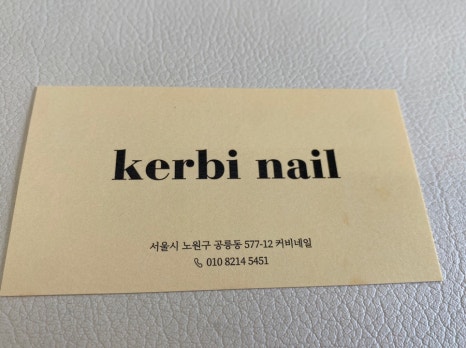 kerbi nail
서울시 노원구 공릉동 577-12 커비네일
010 8214 5451